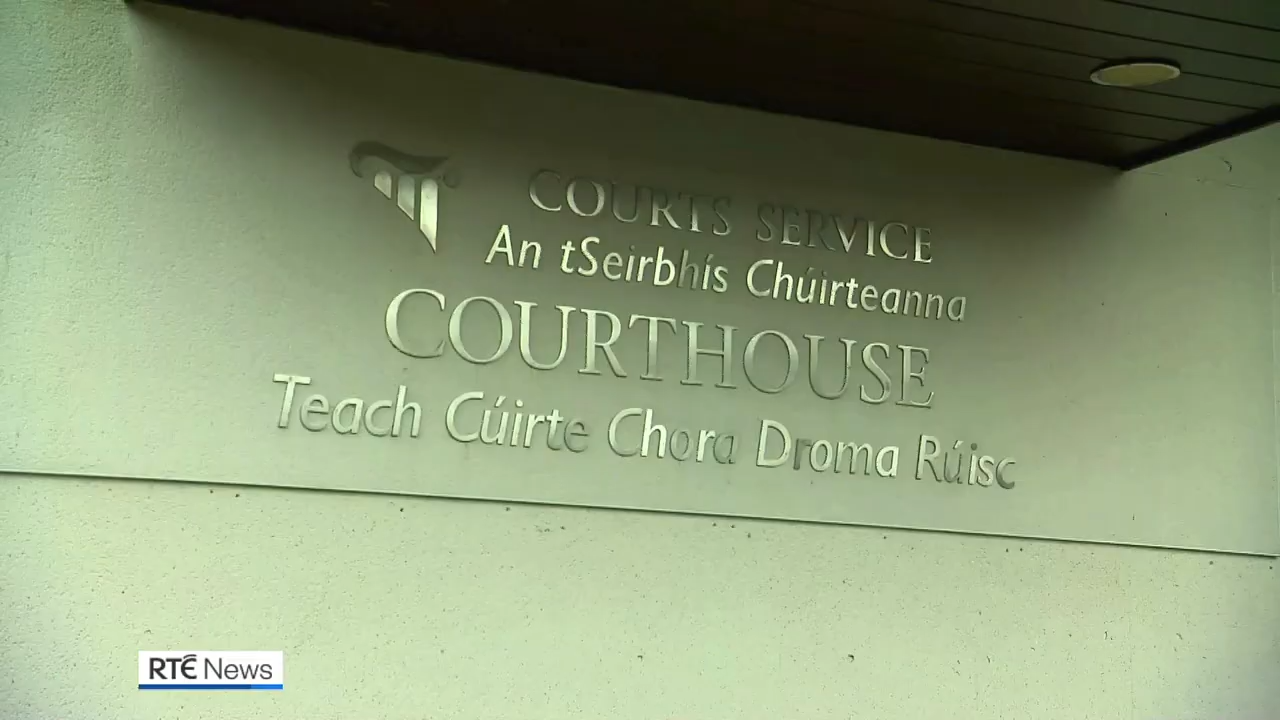 COURTS SERVICE
An tSeirbhís Chúirteanna
COURTHOUSE
Teach Cúirte Chora Droma Rúisc
RTÉ News